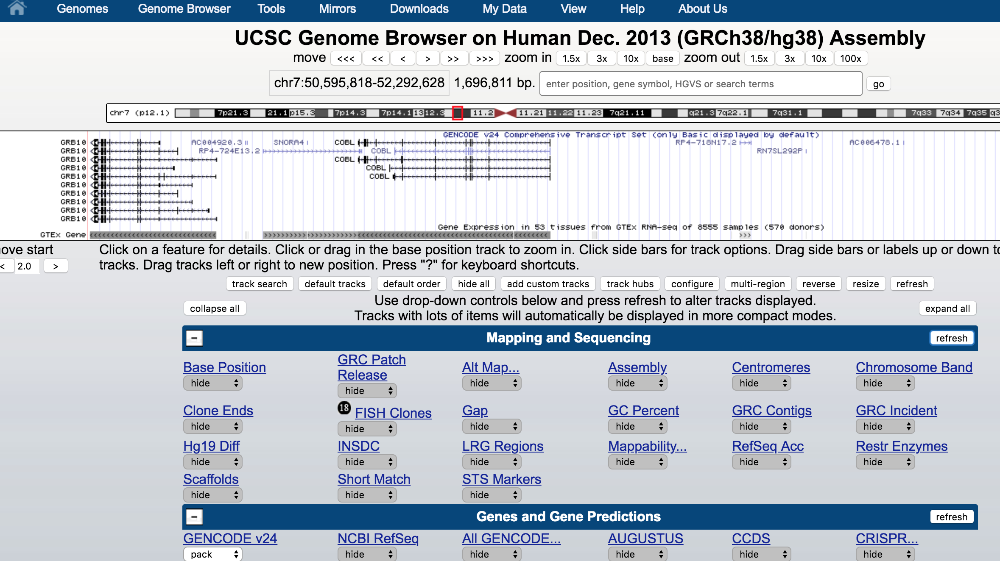 Genomes Genome Browser Tools Mirrors Downloads My Data View Help About Us
UCSC Genome Browser on Human Dec. 2013 (GRCh38/hg38) Assembly
move <<< << < > >> >>> zoom in 1.5x 3x 10x base zoom out 1.5x 3x 10x 100x
chr7:50,595,818-52,292,628 1,696,811 bp. enter position, gene symbol, HGVS or search terms go
chr7 (p12.1) 7p21.3 21.1 p15.3 7p14.3 7p14.1 13 12.3 11.2 11.21 11.22 11.23 7q21.11 q21.3 7q22.1 7q31.1 7q33 7q34 7q35 q3
GENCODE v24 Comprehensive Transcript Set (only Basic displayed by default)
GRB10 AC004920.3 SNORA4 COBL RP4-718N17.2 AC006478.1
GRB10 RP4-724E13.2 COBL RN7SL292P
GRB10 COBL
GRB10 COBL
GRB10 COBL
GRB10
GRB10
GRB10
GRB10
GRB10
Gene Expression in 53 tissues from GTEx RNA-seq of 8555 samples (570 donors)
GTEx Gene
ove start
< 2.0 >
Click on a feature for details. Click or drag in the base position track to zoom in. Click side bars for track options. Drag side bars or labels up or down to
tracks. Drag tracks left or right to new position. Press "?" for keyboard shortcuts.
track search default tracks default order hide all add custom tracks track hubs configure multi-region reverse resize refresh
collapse all
Use drop-down controls below and press refresh to alter tracks displayed.
Tracks with lots of items will automatically be displayed in more compact modes.
expand all
- Mapping and Sequencing refresh
Base Position GRC Patch Release Alt Map... Assembly Centromeres Chromosome Band
hide hide hide hide hide hide
Clone Ends 18 FISH Clones Gap GC Percent GRC Contigs GRC Incident
hide hide hide hide hide hide
Hg19 Diff INSDC LRG Regions Mappability... RefSeq Acc Restr Enzymes
hide hide hide hide hide hide
Scaffolds Short Match STS Markers
hide hide hide
- Genes and Gene Predictions refresh
GENCODE v24 NCBI RefSeq All GENCODE... AUGUSTUS CCDS CRISPR...
pack hide hide hide hide hide